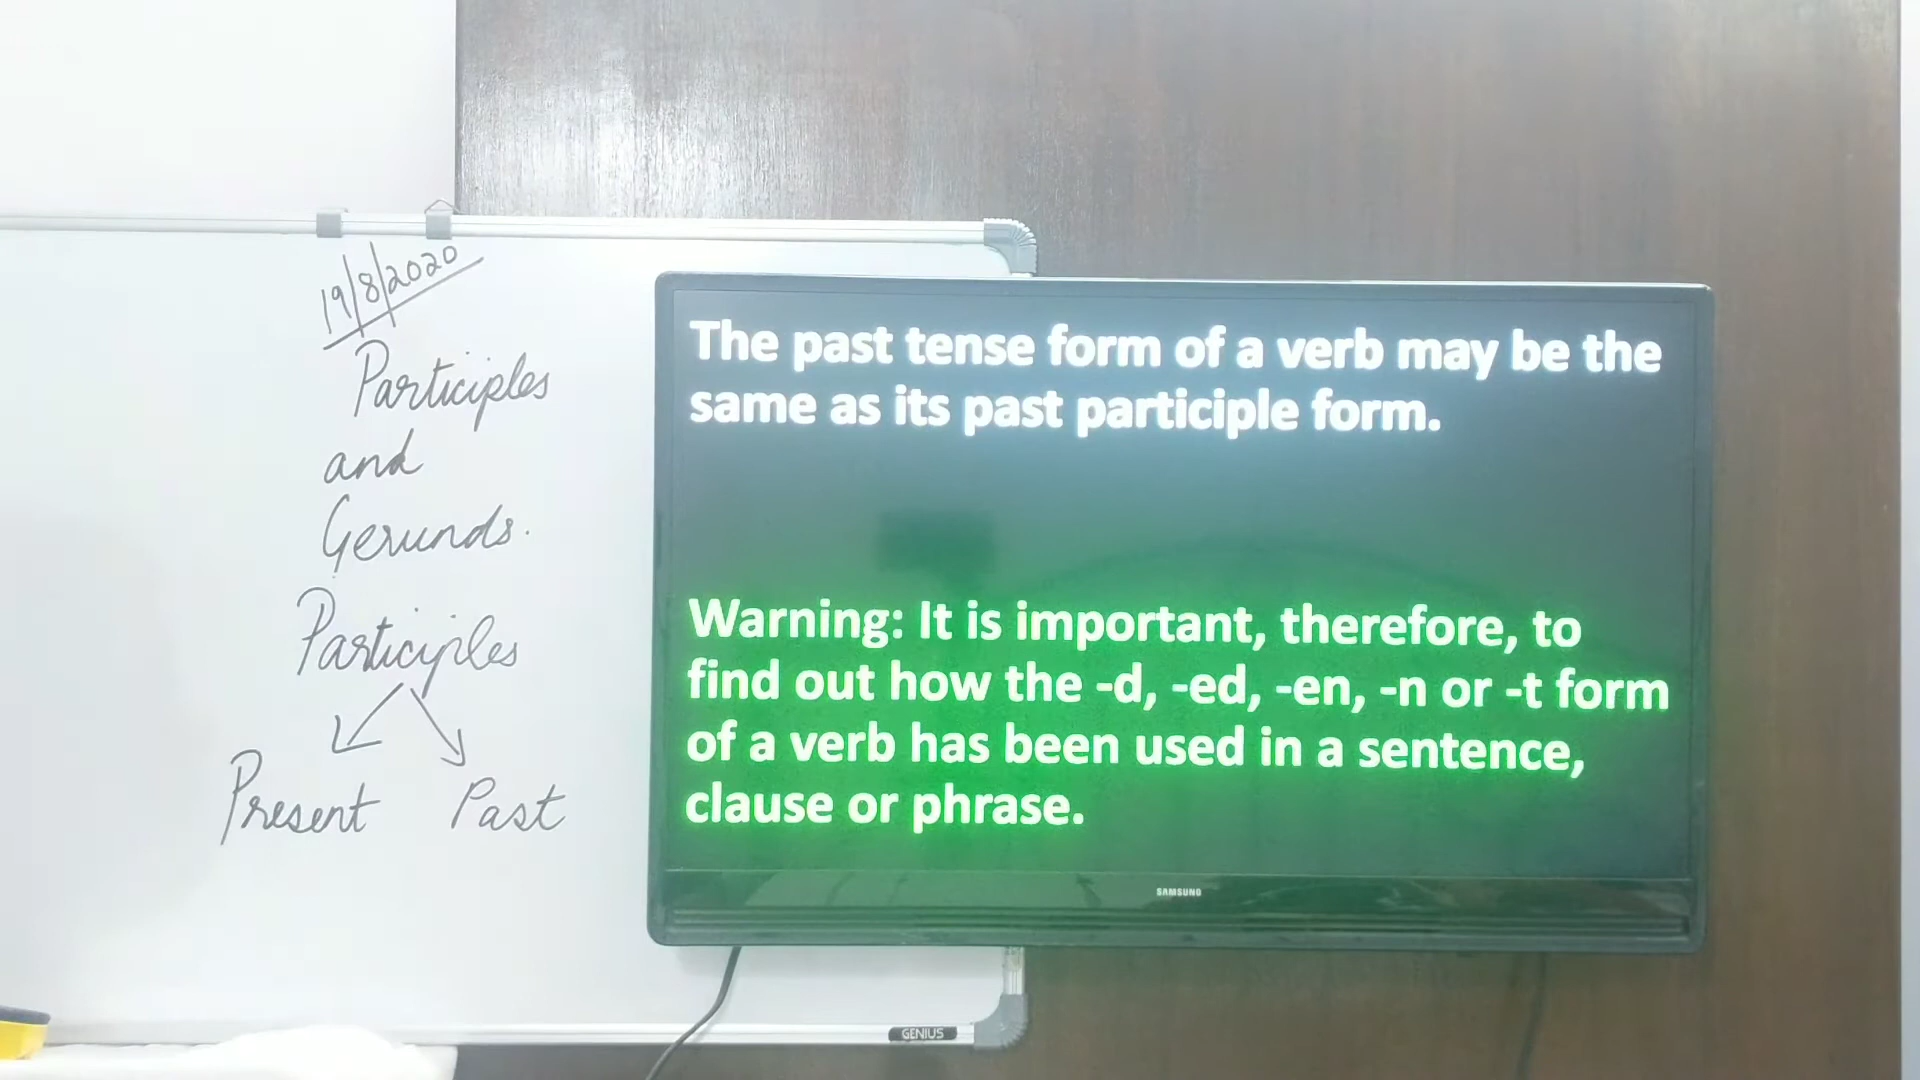 19/8/2020
Participles
and
Gerunds.
Participles
Present Past
The past tense form of a verb may be the
same as its past participle form.
Warning: It is important, therefore, to
find out how the -d, -ed, -en, -n or -t form
of a verb has been used in a sentence,
clause or phrase.
SAMSUNG
GENIUS